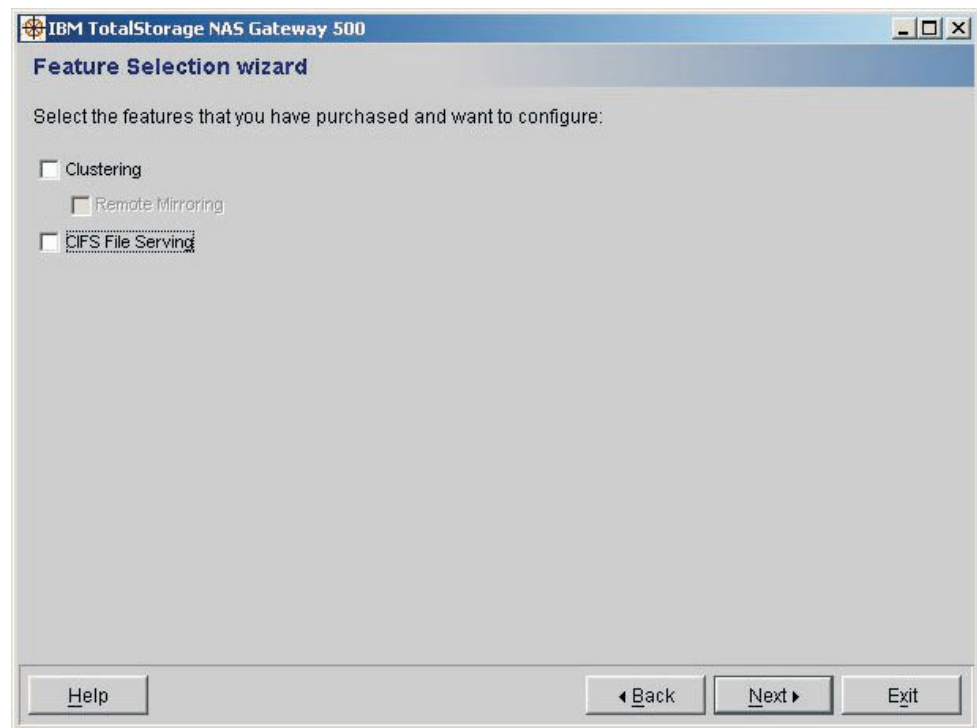 IBM TotalStorage NAS Gateway 500
Feature Selection wizard
Select the features that you have purchased and want to configure:
Clustering
Remote Mirroring
CIFS File Serving
Help
Back
Next
Exit